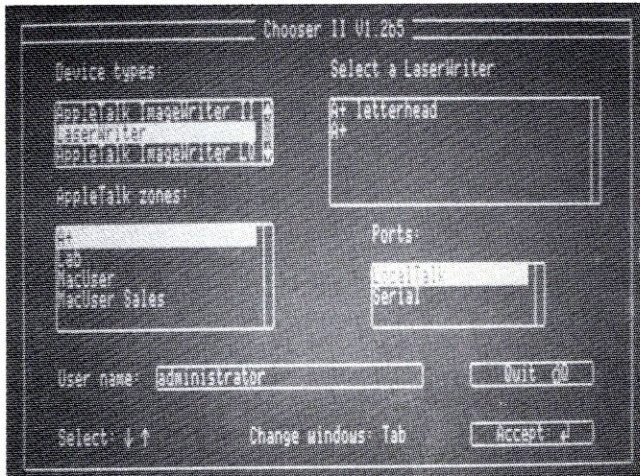 Chooser II V1.2b5
Device types:
AppleTalk ImageWriter II
LaserWriter
AppleTalk ImageWriter LQ
Select a LaserWriter
A+ letterhead
A+
AppleTalk zones:
A+
Lab
MacUser
MacUser Sales
Ports:
LocalTalk
Serial
User name: administrator
Quit
Select: ↓ ↑
Change windows: Tab
Accept ↲